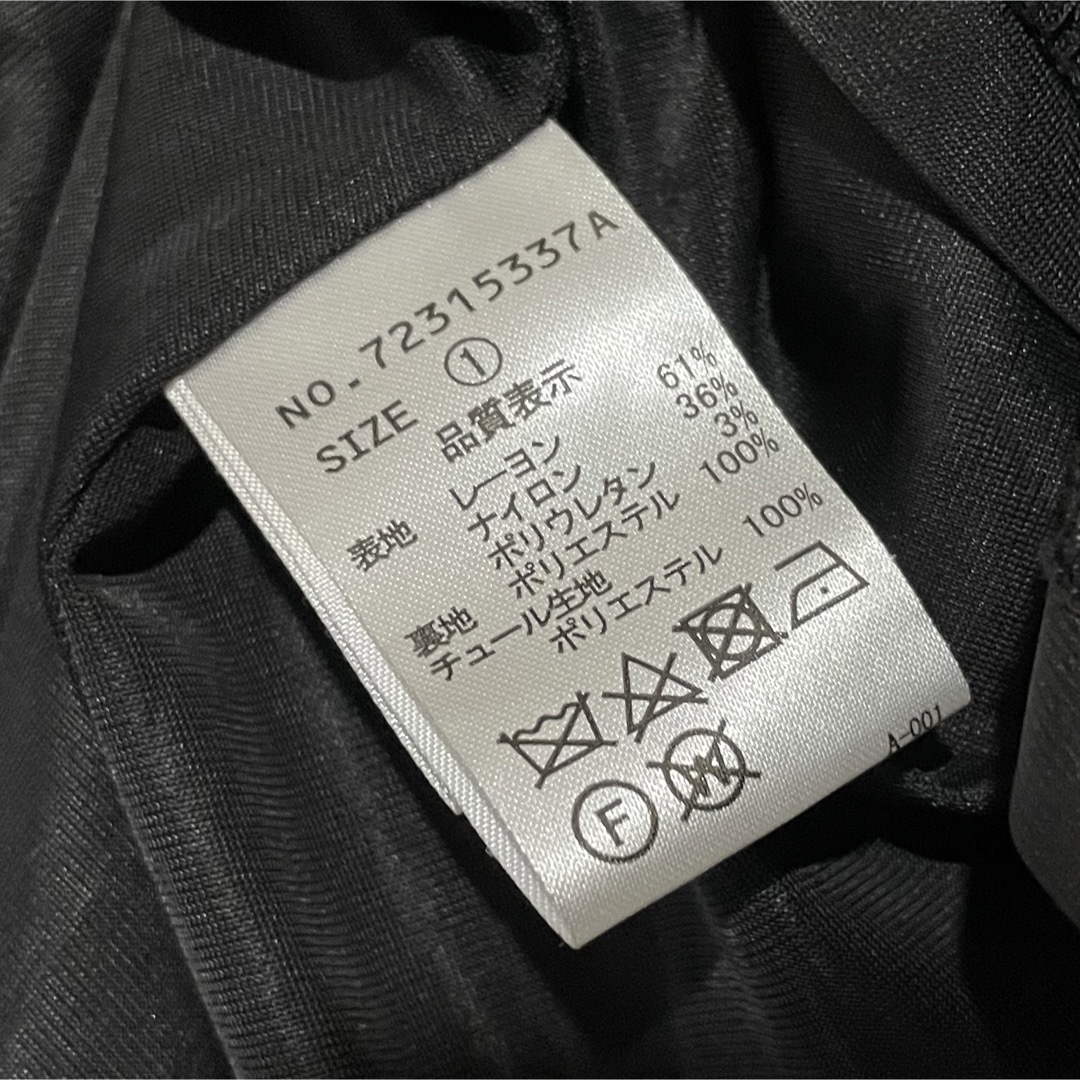 NO.72315337A
SIZE ①
品質表示
表地 レーヨン 61%
ナイロン 36%
ポリウレタン 3%
裏地 ポリエステル 100%
チュール生地
ポリエステル 100%
F W
A-001